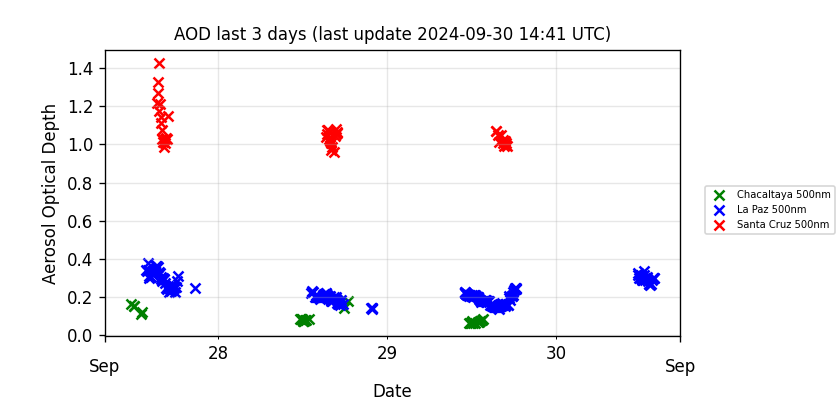 AOD last 3 days (last update 2024-09-30 14:41 UTC)
Aerosol Optical Depth
1.4
1.2
1.0
0.8
0.6
0.4
0.2
0.0
28
29
30
Sep
Sep
Date
Chacaltaya 500nm
La Paz 500nm
Santa Cruz 500nm